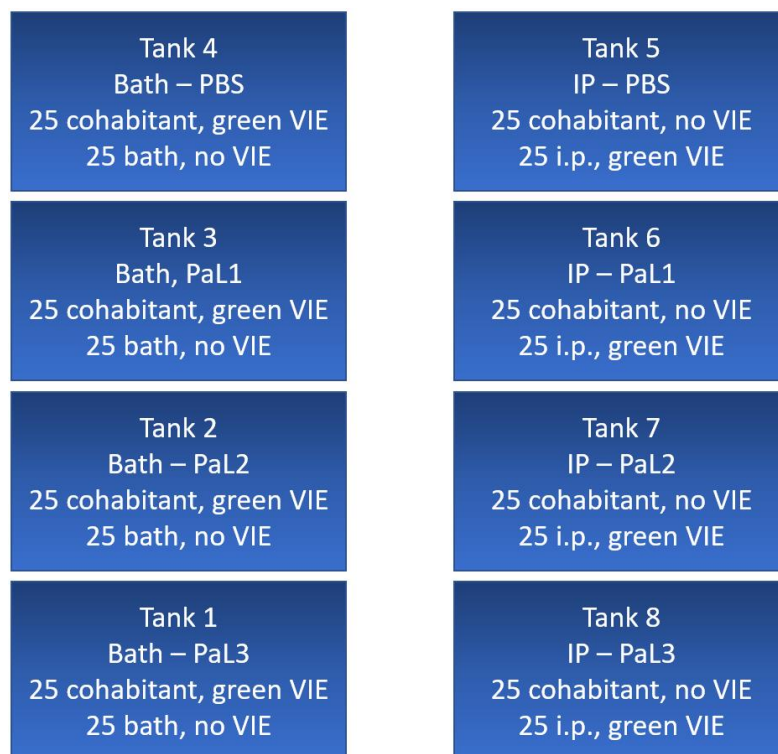 Tank 4
Bath – PBS
25 cohabitant, green VIE
25 bath, no VIE
Tank 5
IP – PBS
25 cohabitant, no VIE
25 i.p., green VIE
Tank 3
Bath, PaL1
25 cohabitant, green VIE
25 bath, no VIE
Tank 6
IP – PaL1
25 cohabitant, no VIE
25 i.p., green VIE
Tank 2
Bath – PaL2
25 cohabitant, green VIE
25 bath, no VIE
Tank 7
IP – PaL2
25 cohabitant, no VIE
25 i.p., green VIE
Tank 1
Bath – PaL3
25 cohabitant, green VIE
25 bath, no VIE
Tank 8
IP – PaL3
25 cohabitant, no VIE
25 i.p., green VIE